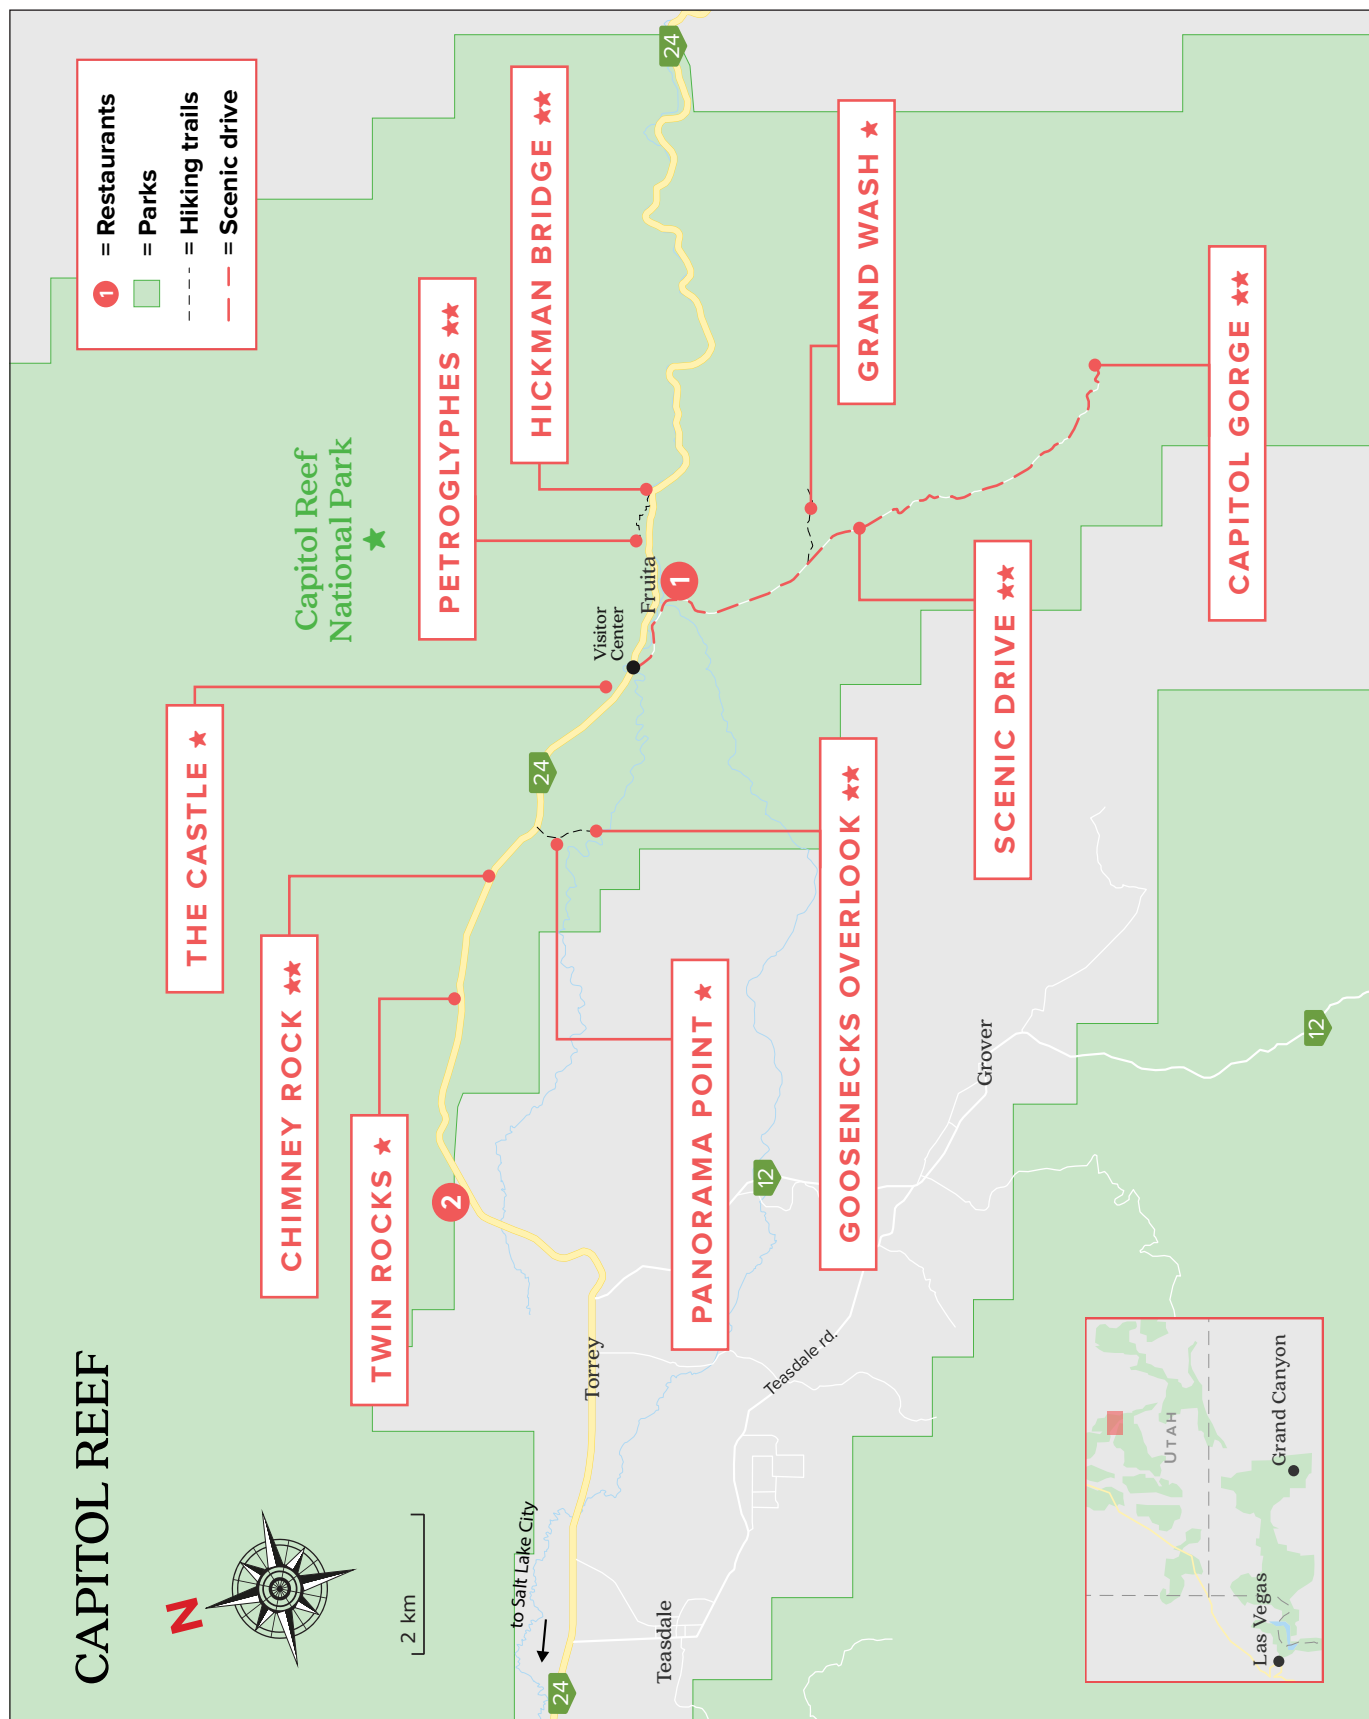 CAPITOL REEF
N
2 km
1 = Restaurants
= Parks
= Hiking trails
= Scenic drive
THE CASTLE ★
CHIMNEY ROCK ★★
TWIN ROCKS ★
Capitol Reef
National Park
★
PETROGLYPHES ★★
HICKMAN BRIDGE ★★
24
to Salt Lake City
24
24
2
Torrey
Visitor
Center
Fruita
1
Teasdale
PANORAMA POINT ★
12
Teasdale rd.
GOOSENECKS OVERLOOK ★★
GRAND WASH ★
Grover
SCENIC DRIVE ★★
CAPITOL GORGE ★★
12
UTAH
Las Vegas
Grand Canyon